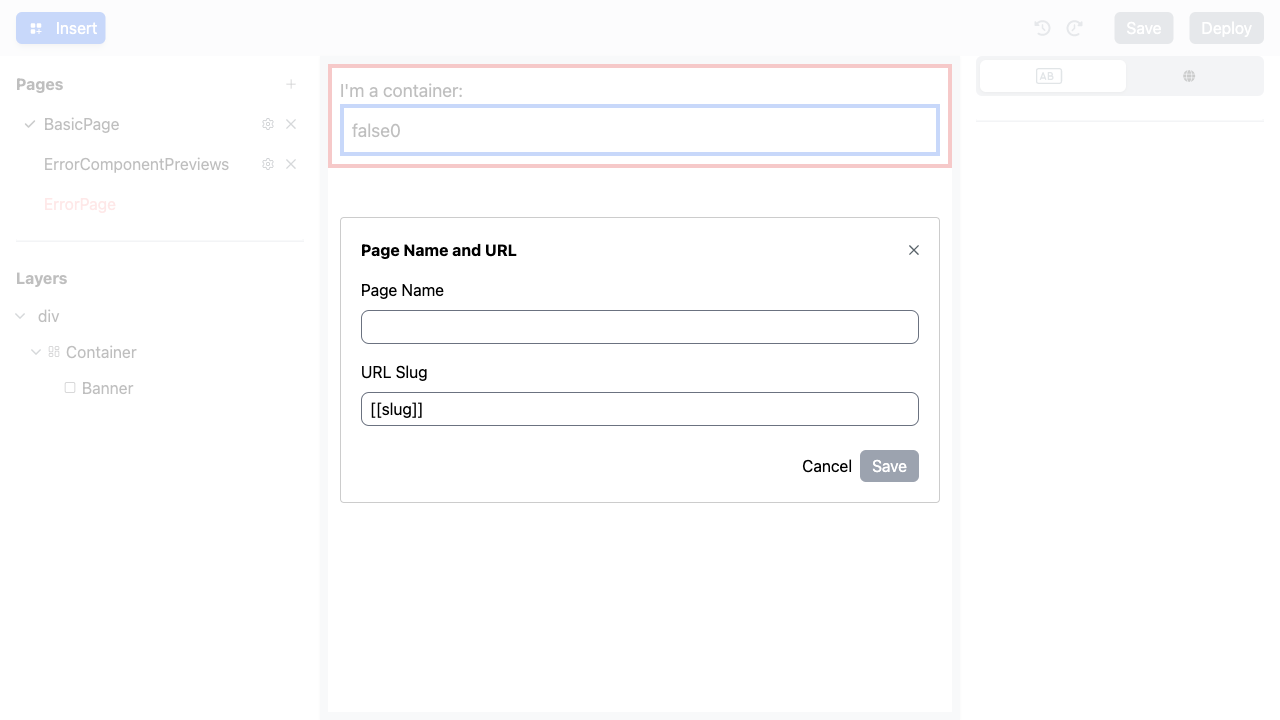 Insert
Save
Deploy
Pages
BasicPage
ErrorComponentPreviews
ErrorPage
Layers
div
Container
Banner
I'm a container:
false0
AB
Page Name and URL
Page Name
URL Slug
[[slug]]
Cancel
Save